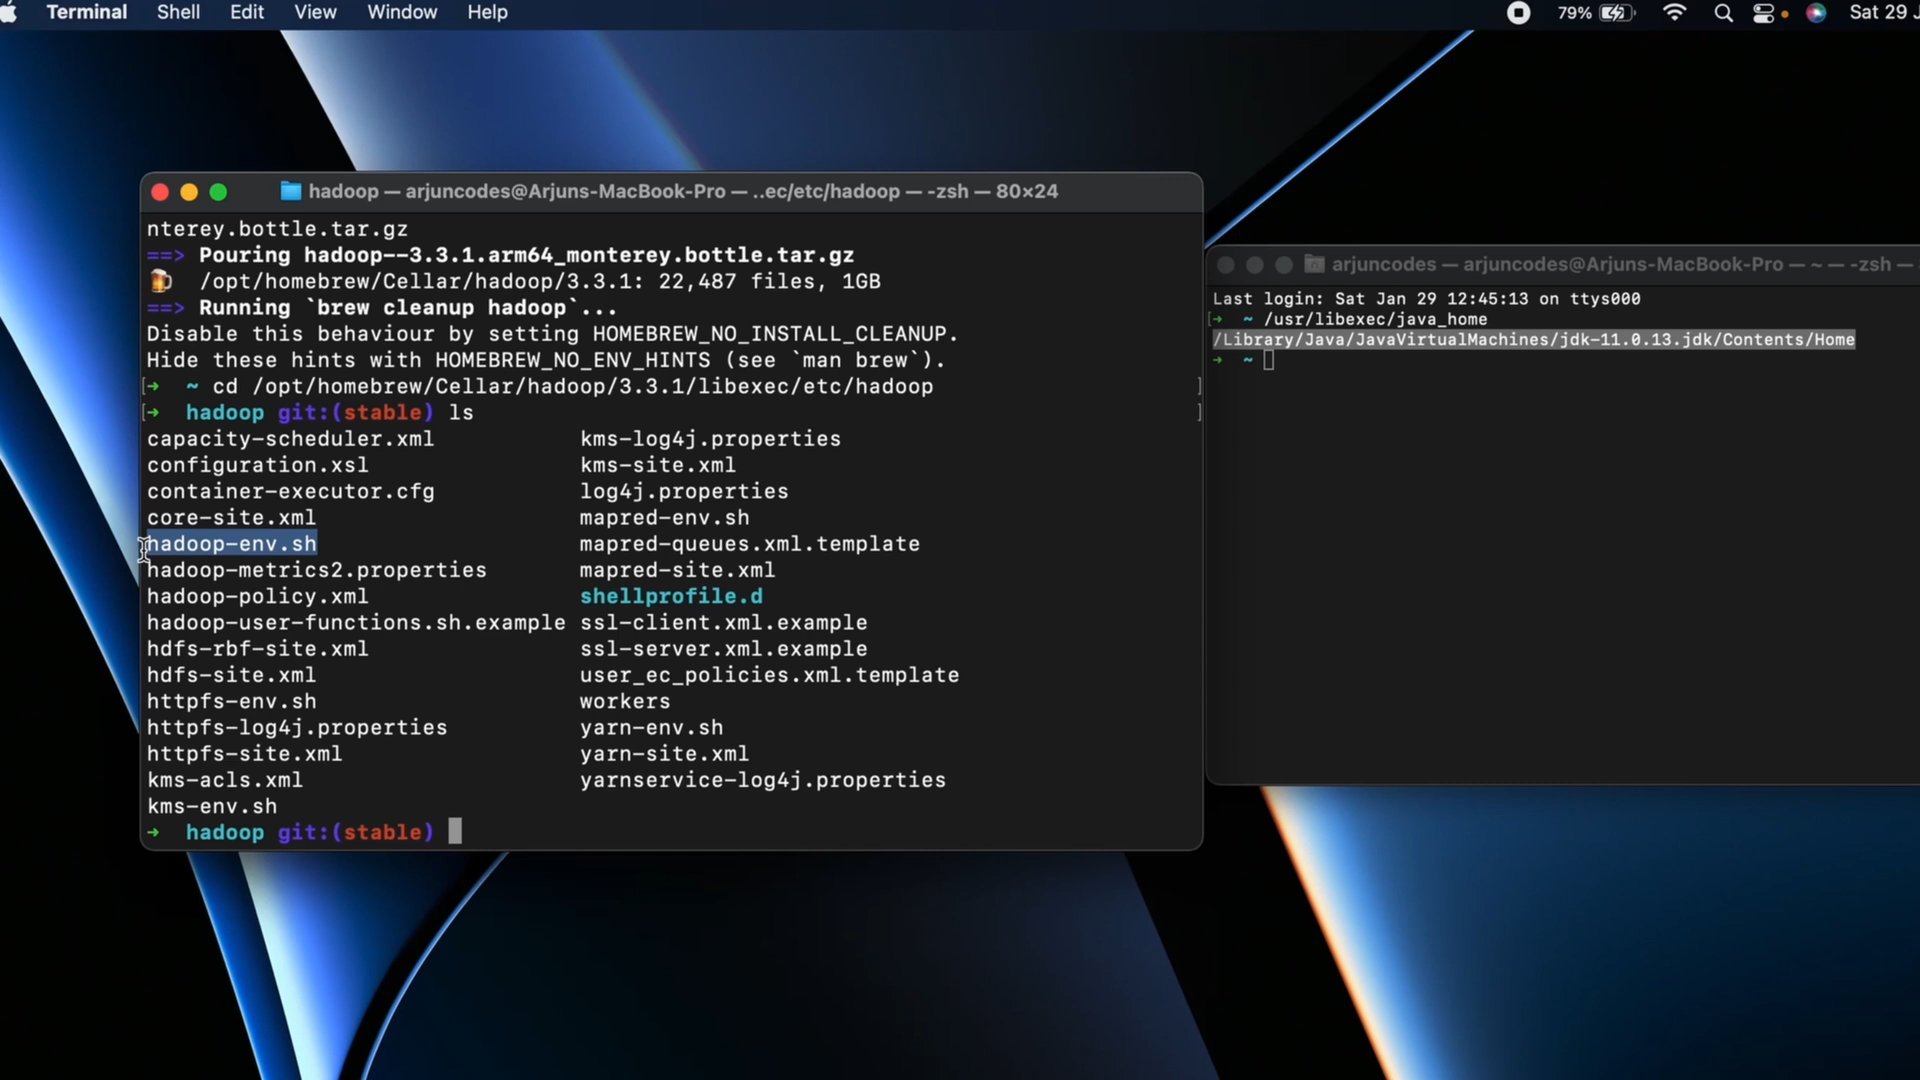 Terminal Shell Edit View Window Help 79% Sat 29
hadoop — arjuncodes@Arjuns-MacBook-Pro — ..ec/etc/hadoop — -zsh — 80×24
nterey.bottle.tar.gz
==> Pouring hadoop--3.3.1.arm64_monterey.bottle.tar.gz
🍺 /opt/homebrew/Cellar/hadoop/3.3.1: 22,487 files, 1GB
==> Running `brew cleanup hadoop`...
Disable this behaviour by setting HOMEBREW_NO_INSTALL_CLEANUP.
Hide these hints with HOMEBREW_NO_ENV_HINTS (see `man brew`).
[→ ~ cd /opt/homebrew/Cellar/hadoop/3.3.1/libexec/etc/hadoop ]
[→ hadoop git:(stable) ls ]
capacity-scheduler.xml kms-log4j.properties
configuration.xsl kms-site.xml
container-executor.cfg log4j.properties
core-site.xml mapred-env.sh
hadoop-env.sh mapred-queues.xml.template
hadoop-metrics2.properties mapred-site.xml
hadoop-policy.xml shellprofile.d
hadoop-user-functions.sh.example ssl-client.xml.example
hdfs-rbf-site.xml ssl-server.xml.example
hdfs-site.xml user_ec_policies.xml.template
httpfs-env.sh workers
httpfs-log4j.properties yarn-env.sh
httpfs-site.xml yarn-site.xml
kms-acls.xml yarnservice-log4j.properties
kms-env.sh
→ hadoop git:(stable)
arjuncodes — arjuncodes@Arjuns-MacBook-Pro — ~ — -zsh —
Last login: Sat Jan 29 12:45:13 on ttys000
[→ ~ /usr/libexec/java_home
/Library/Java/JavaVirtualMachines/jdk-11.0.13.jdk/Contents/Home
→ ~